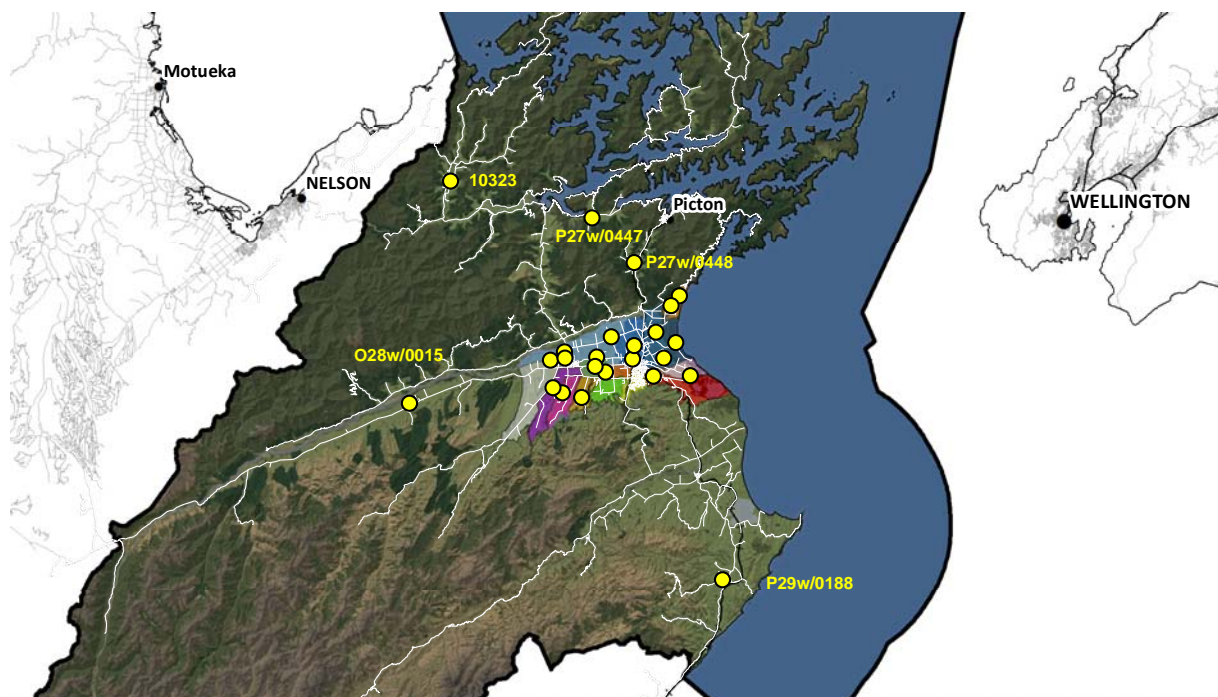 Motueka
NELSON
10323
Picton
WELLINGTON
P27w/0447
P27w/0448
O28w/0015
P29w/0188